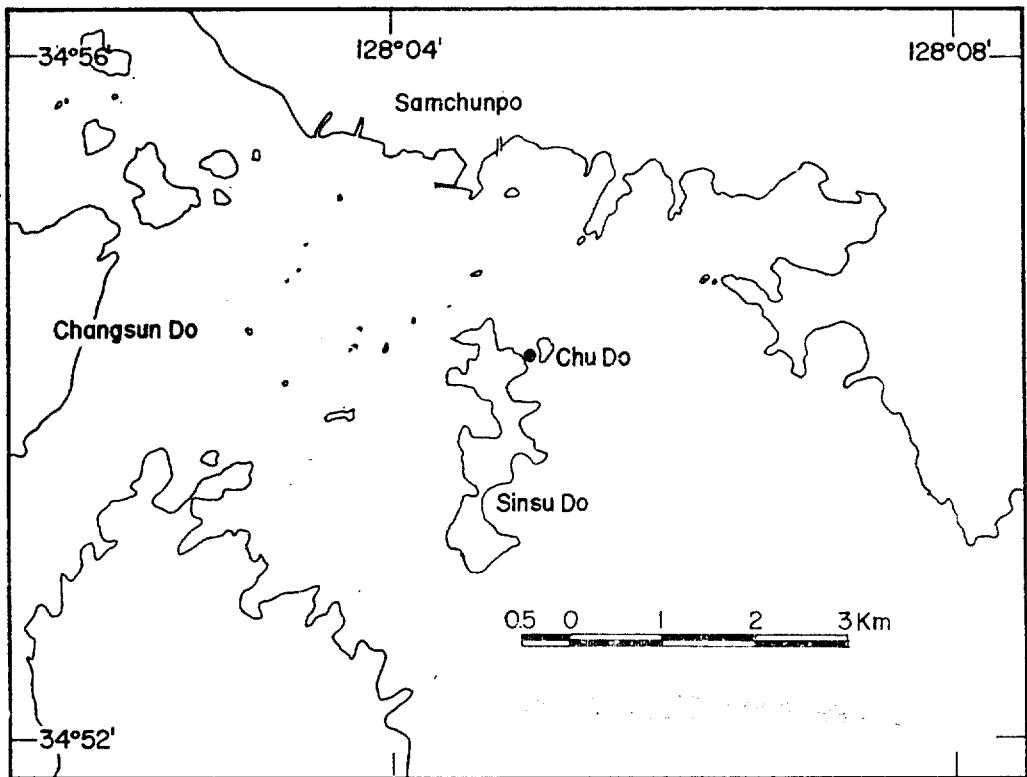 34°56'
128°04'
128°08'
Samchunpo
Changsun Do
Chu Do
Sinsu Do
0.5 0 1 2 3 Km
34°52'